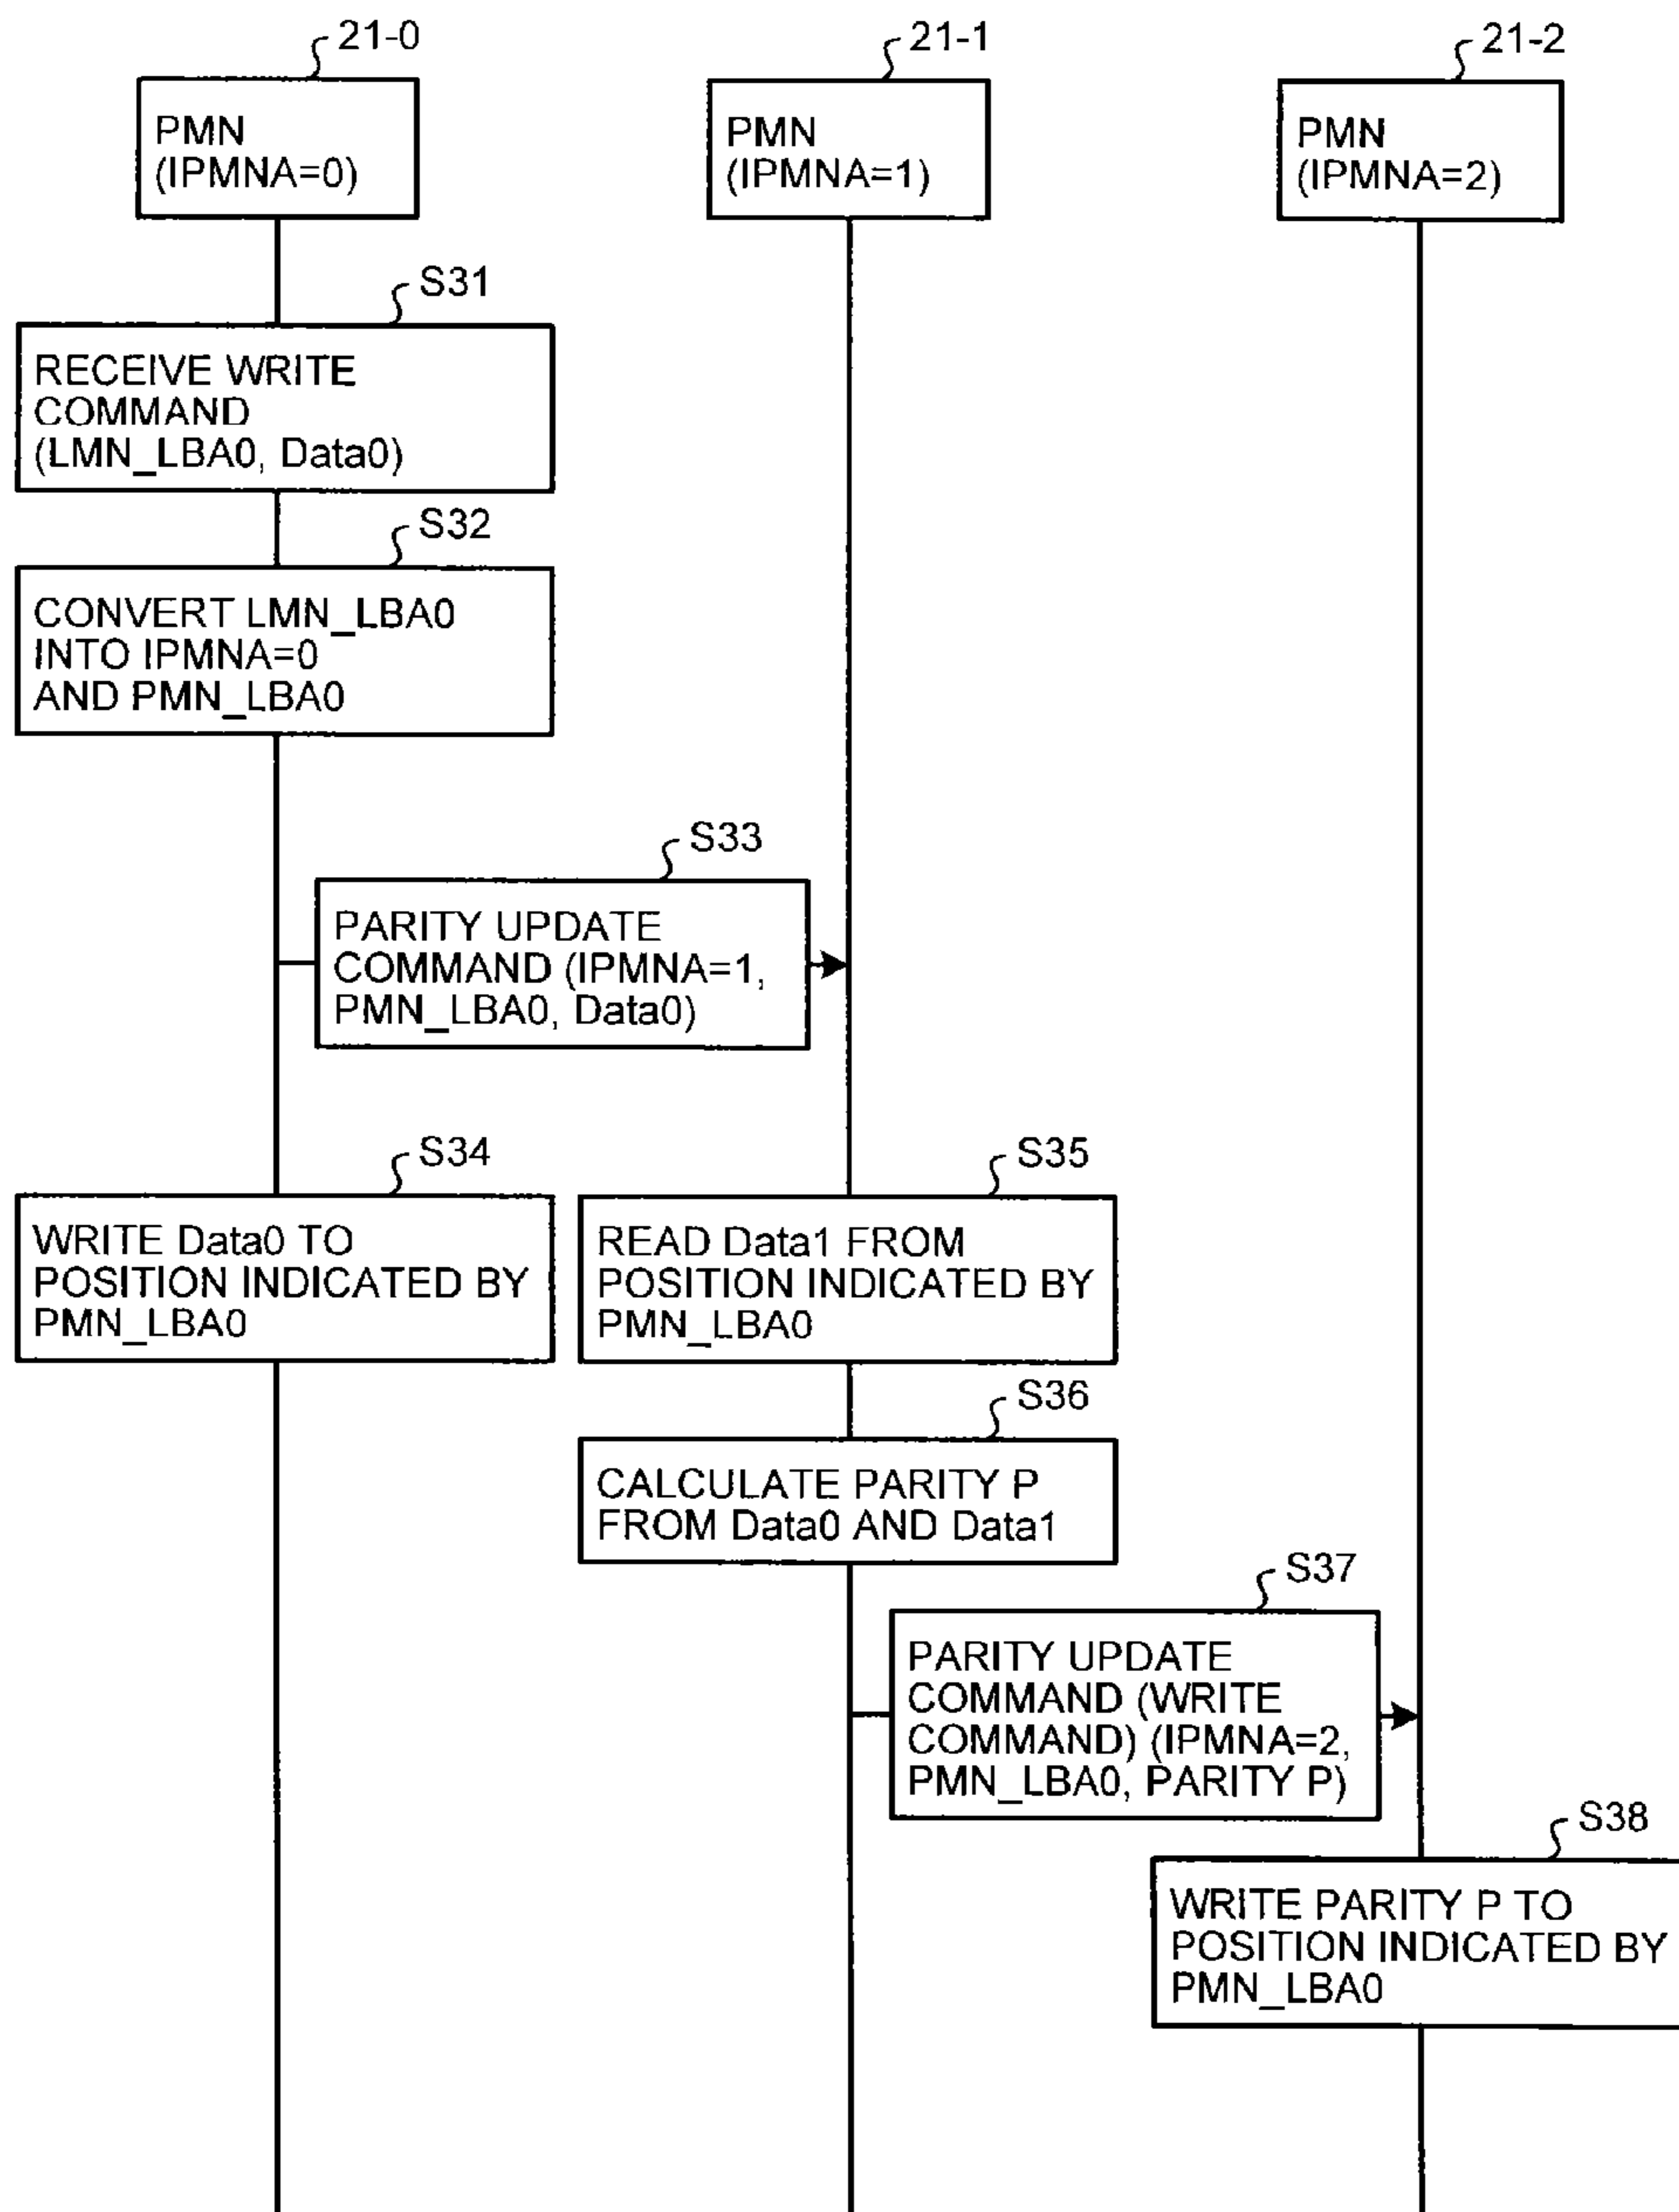 21-0
21-1
21-2
PMN
(IPMNA=0)
PMN
(IPMNA=1)
PMN
(IPMNA=2)
S31
RECEIVE WRITE
COMMAND
(LMN_LBA0, Data0)
S32
CONVERT LMN_LBA0
INTO IPMNA=0
AND PMN_LBA0
S33
PARITY UPDATE
COMMAND (IPMNA=1,
PMN_LBA0, Data0)
S34
WRITE Data0 TO
POSITION INDICATED BY
PMN_LBA0
S35
READ Data1 FROM
POSITION INDICATED BY
PMN_LBA0
S36
CALCULATE PARITY P
FROM Data0 AND Data1
S37
PARITY UPDATE
COMMAND (WRITE
COMMAND) (IPMNA=2,
PMN_LBA0, PARITY P)
S38
WRITE PARITY P TO
POSITION INDICATED BY
PMN_LBA0